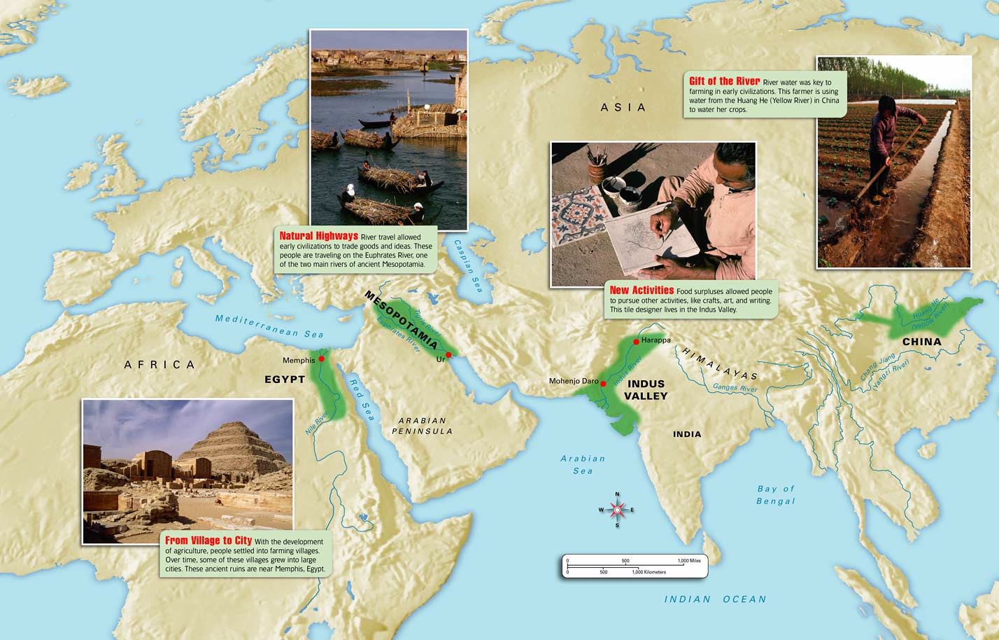 Gift of the River River water was key to
farming in early civilizations. This farmer is using
water from the Huang He (Yellow River) in China
to water her crops.
ASIA
Natural Highways River travel allowed
early civilizations to trade goods and ideas. These
people are traveling on the Euphrates River, one
of the two main rivers of ancient Mesopotamia.
Caspian Sea
New Activities Food surpluses allowed people
to pursue other activities, like crafts, art, and writing.
This tile designer lives in the Indus Valley.
MESOPOTAMIA
Tigris River
Euphrates River
Ur
Mediterranean Sea
AFRICA
Memphis
EGYPT
Red Sea
Nile River
ARABIAN
PENINSULA
Harappa
Mohenjo Daro
Indus River
INDUS
VALLEY
HIMALAYAS
Ganges River
INDIA
Huang He
(Yellow River)
CHINA
Chang Jiang
(Yangzi River)
Arabian
Sea
Bay of
Bengal
N
W
E
S
From Village to City With the development
of agriculture, people settled into farming villages.
Over time, some of these villages grew into large
cities. These ancient ruins are near Memphis, Egypt.
0 500 1,000 Miles
0 500 1,000 Kilometers
INDIAN OCEAN